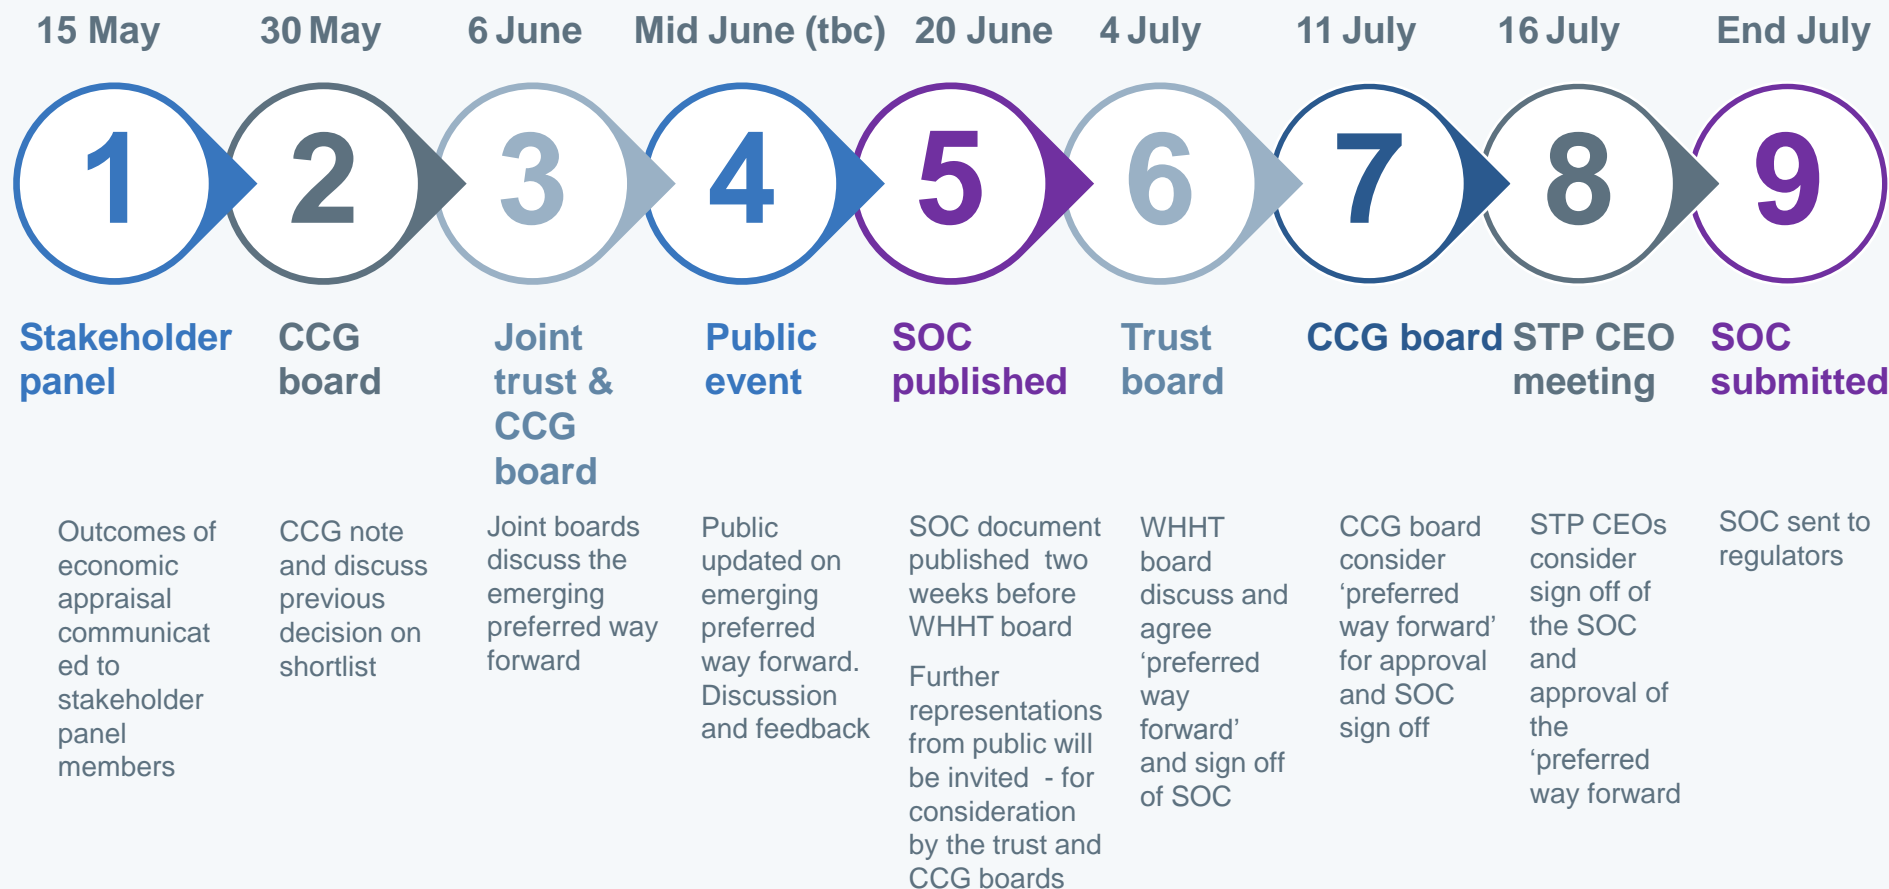 15 May
30 May
6 June
Mid June (tbc)
20 June
4 July
11 July
16 July
End July
1
2
3
4
5
6
7
8
9
Stakeholder
panel
CCG
board
Joint
trust &
CCG
board
Public
event
SOC
published
Trust
board
CCG board
STP CEO
meeting
SOC
submitted
Outcomes of
economic
appraisal
communicat
ed to
stakeholder
panel
members
CCG note
and discuss
previous
decision on
shortlist
Joint boards
discuss the
emerging
preferred way
forward
Public
updated on
emerging
preferred
way forward.
Discussion
and feedback
SOC document
published two
weeks before
WHHT board
Further
representations
from public will
be invited - for
consideration
by the trust and
CCG boards
WHHT
board
discuss and
agree
‘preferred
way
forward’
and sign off
of SOC
CCG board
consider
‘preferred
way forward’
for approval
and SOC
sign off
STP CEOs
consider
sign off of
the SOC
and
approval of
the
‘preferred
way forward
SOC sent to
regulators